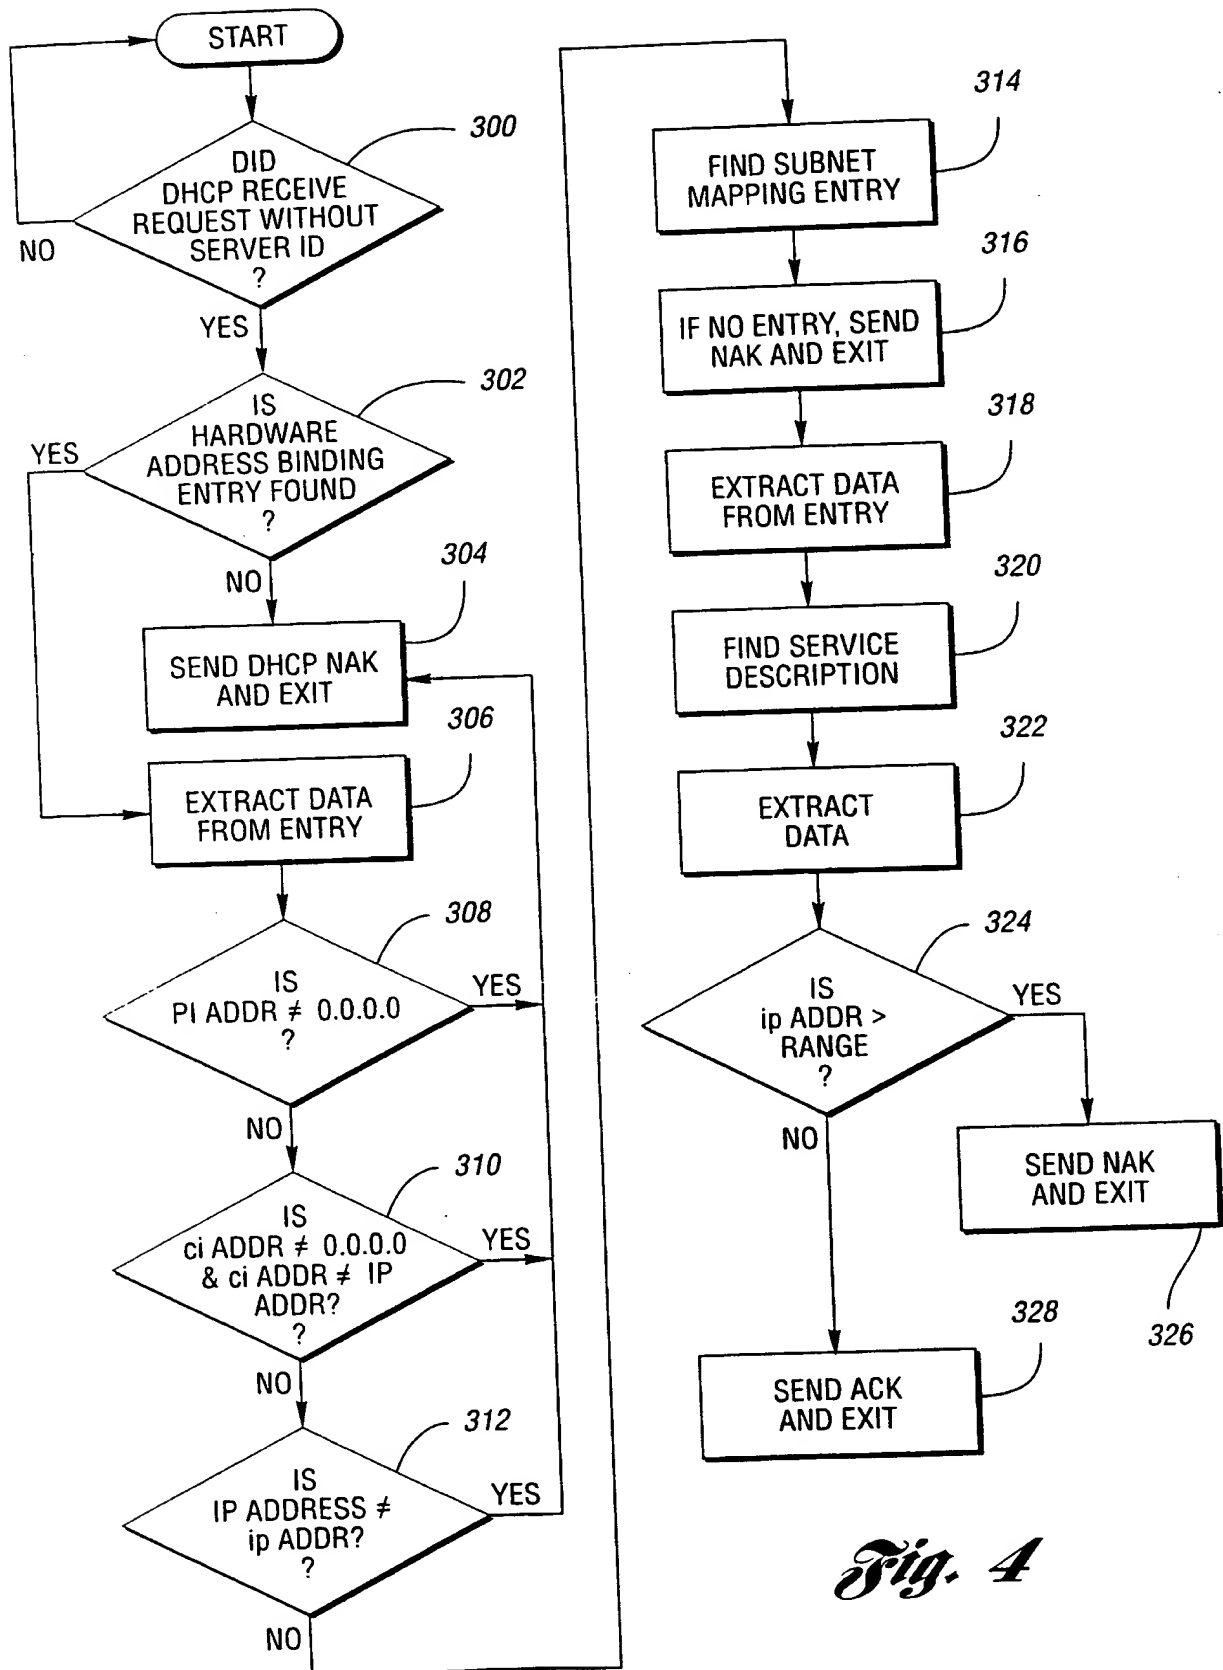 START
300
DID
DHCP RECEIVE
REQUEST WITHOUT
SERVER ID
?
NO
YES
302
IS
HARDWARE
ADDRESS BINDING
ENTRY FOUND
?
YES
NO
304
SEND DHCP NAK
AND EXIT
306
EXTRACT DATA
FROM ENTRY
308
IS
PI ADDR ≠ 0.0.0.0
?
YES
NO
310
IS
ci ADDR ≠ 0.0.0.0
& ci ADDR ≠ IP
ADDR?
?
YES
NO
312
IS
IP ADDRESS ≠
ip ADDR?
?
YES
NO
314
FIND SUBNET
MAPPING ENTRY
316
IF NO ENTRY, SEND
NAK AND EXIT
318
EXTRACT DATA
FROM ENTRY
320
FIND SERVICE
DESCRIPTION
322
EXTRACT
DATA
324
IS
ip ADDR >
RANGE
?
YES
NO
SEND NAK
AND EXIT
326
328
SEND ACK
AND EXIT
Fig. 4